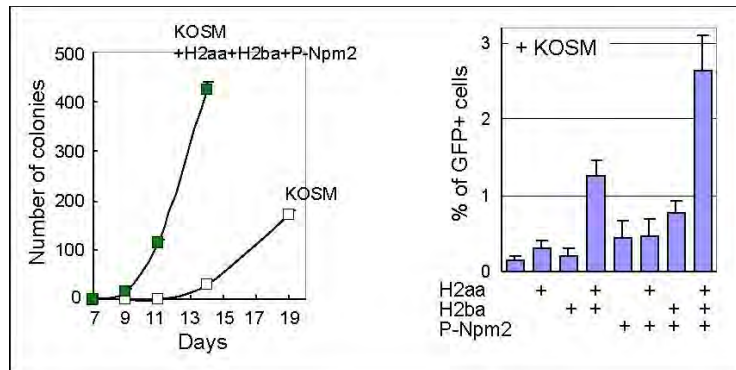 KOSM
+H2aa+H2ba+P-Npm2
500
400
300
200
100
0
Number of colonies
KOSM
7 9 11 13 15 17 19
Days
+ KOSM
3
2
1
0
% of GFP+ cells
H2aa + + + +
H2ba + + + +
P-Npm2 + + + +